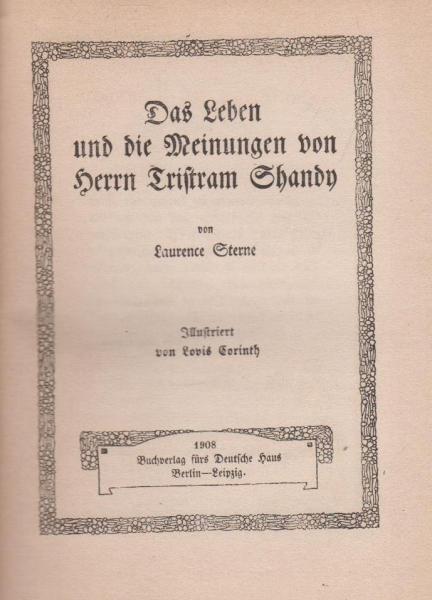 Das Leben
und die Meinungen von
Herrn Triſtram Shandy
von
Laurence Sterne
Illuſtriert
von Lovis Corinth
1908
Buchverlag fürs Deutſche Haus
Berlin—Leipzig.